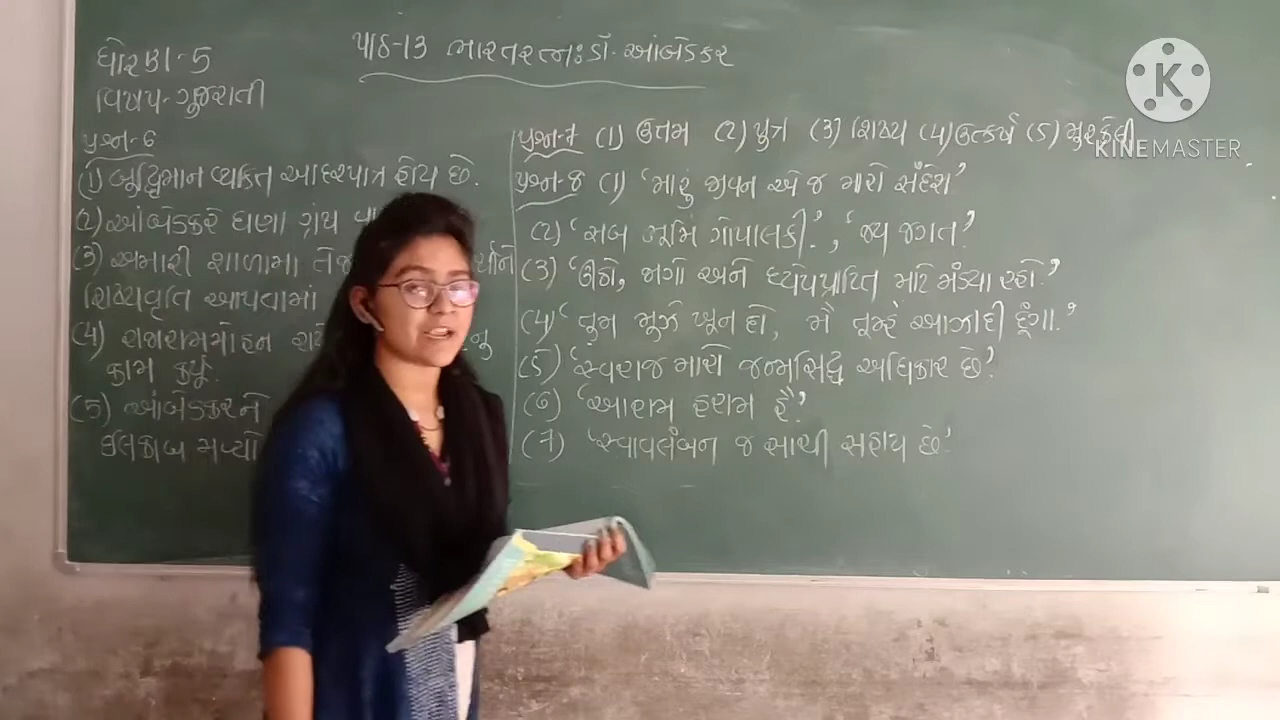 ધોરણ-5
વિષય-ગુજરાતી
પાઠ-13 ભારતરત્ન: ડૉ. આંબેડકર
પ્રશ્ન-6
(1) બુદ્ધિમાન વ્યક્તિ આદરપાત્ર હોય છે.
(2) આંબેડકરે ઘણા ગ્રંથ
(3) અમારી શાળામાં
શિષ્યવૃતિ આપવામાં
(4) રાજારામમોહન
કામ કર્યું.
(5) આંબેડકરને
ઈલકાબ મળ્યો
પ્રશ્ન-7 (1) ઉત્તમ (2) પુત્ર (3) શિષ્ય (4) ઉત્કર્ષ (5) મુશ્કેલી
પ્રશ્ન-8 (1) 'મારું જીવન એ જ મારો સંદેશ'
(2) 'સબ ભૂમિ ગોપાલકી.', 'જય જગત.'
(3) 'ઊઠો, જાગો અને ધ્યેયપ્રાપ્તિ માટે મંડ્યા રહો.'
(4) 'તુમ મુઝે ખૂન દો, મૈં તુમ્હે આઝાદી દૂંગા.'
(5) 'સ્વરાજ મારો જન્મસિદ્ધ અધિકાર છે.'
(6) 'આરામ હરામ હૈ.'
(7) 'સ્વાવલંબન જ સાચી સહાય છે.'
K
KINEMASTER